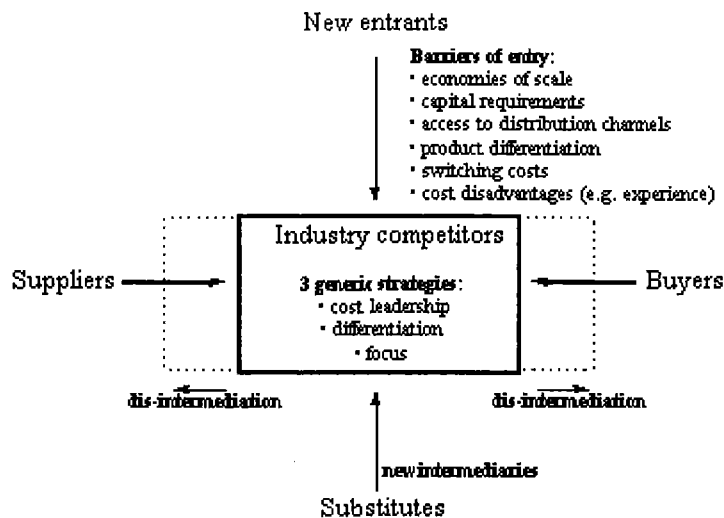 New entrants
Barriers of entry:
· economies of scale
· capital requirements
· access to distribution channels
· product differentiation
· switching costs
· cost disadvantages (e.g. experience)
Industry competitors
Suppliers
3 generic strategies:
· cost leadership
· differentiation
· focus
Buyers
dis-intermediation
dis-intermediation
new intermediaries
Substitutes